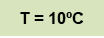 T = 10ºC